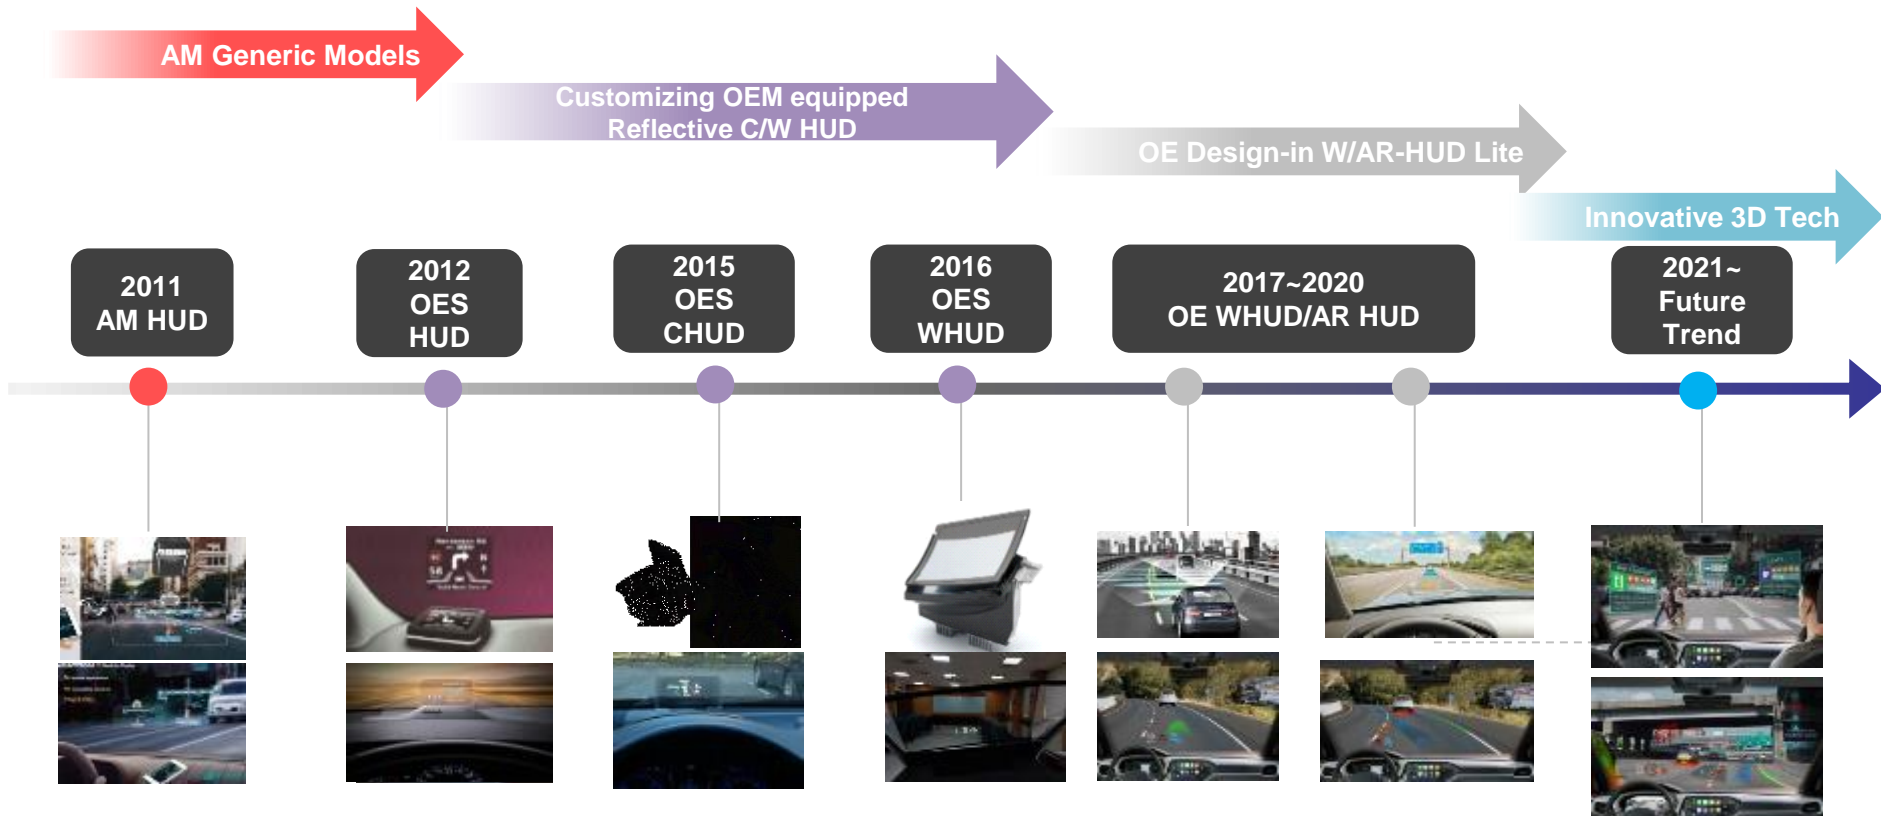 AM Generic Models
Customizing OEM equipped
Reflective C/W HUD
OE Design-in W/AR-HUD Lite
Innovative 3D Tech
2011
AM HUD
2012
OES
HUD
2015
OES
CHUD
2016
OES
WHUD
2017~2020
OE WHUD/AR HUD
2021~
Future
Trend